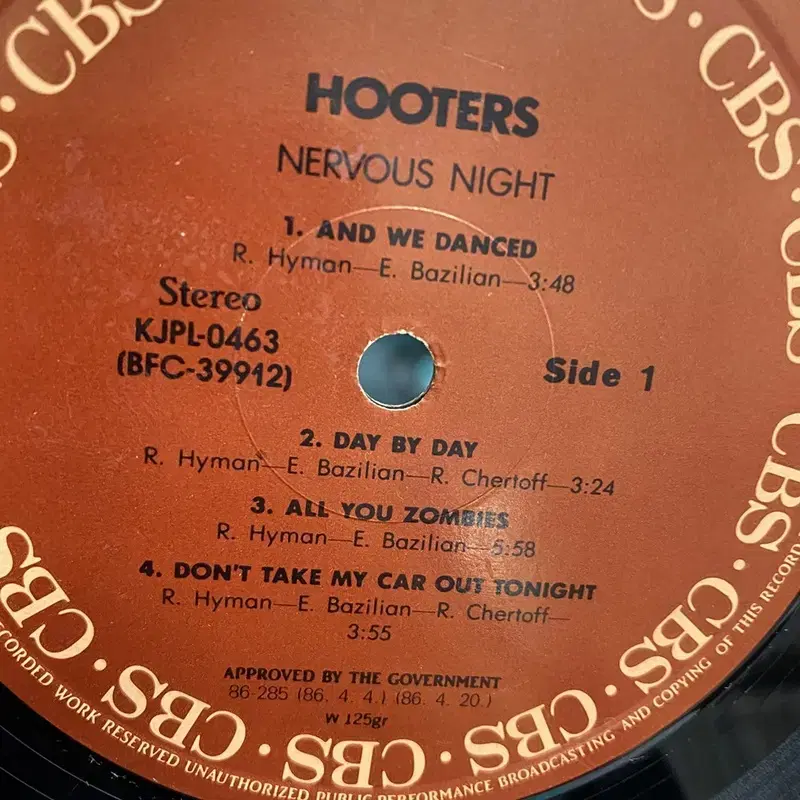 HOOTERS
NERVOUS NIGHT
1. AND WE DANCED
R. Hyman—E. Bazilian—3:48
Stereo
KJPL-0463
(BFC-39912)
Side 1
2. DAY BY DAY
R. Hyman—E. Bazilian—R. Chertoff—3:24
3. ALL YOU ZOMBIES
R. Hyman—E. Bazilian—5:58
4. DON'T TAKE MY CAR OUT TONIGHT
R. Hyman—E. Bazilian—R. Chertoff—
3:55
APPROVED BY THE GOVERNMENT
86-285 (86. 4. 4.) (86. 4. 20.)
W 125gr
CBS · CBS · CBS · CBS · CBS · CBS · CBS · CBS · CBS
RECORDED WORK RESERVED UNAUTHORIZED PUBLIC PERFORMANCE BROADCASTING AND COPYING OF THIS RECORD